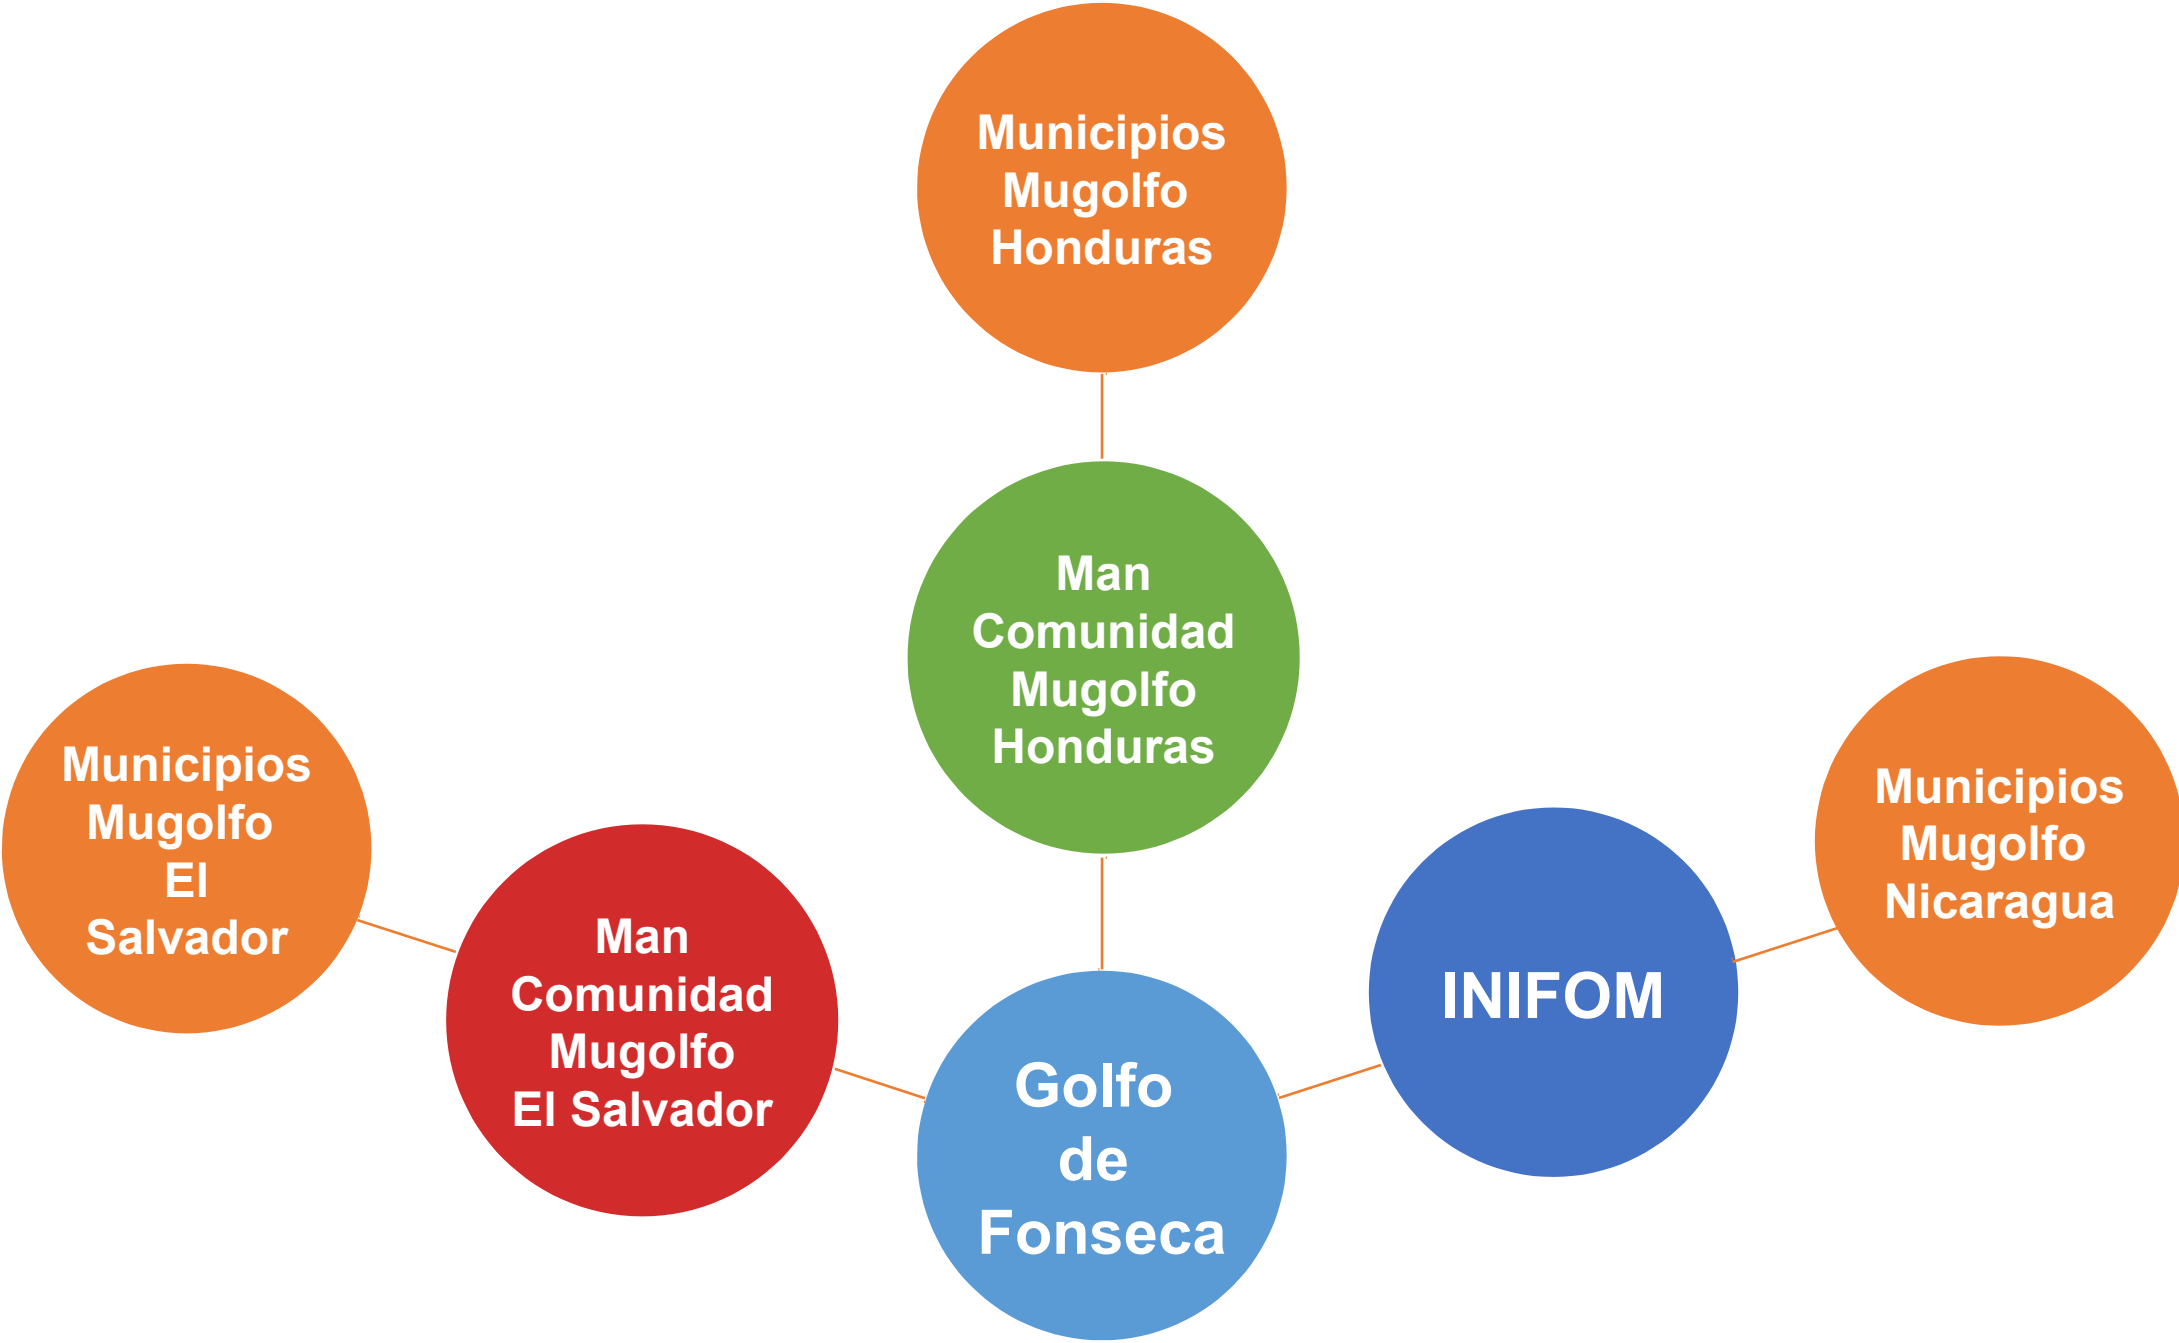 Municipios
Mugolfo
Honduras
Man
Comunidad
Mugolfo
Honduras
Municipios
Mugolfo
El
Salvador
Man
Comunidad
Mugolfo
El Salvador
Golfo
de
Fonseca
INIFOM
Municipios
Mugolfo
Nicaragua